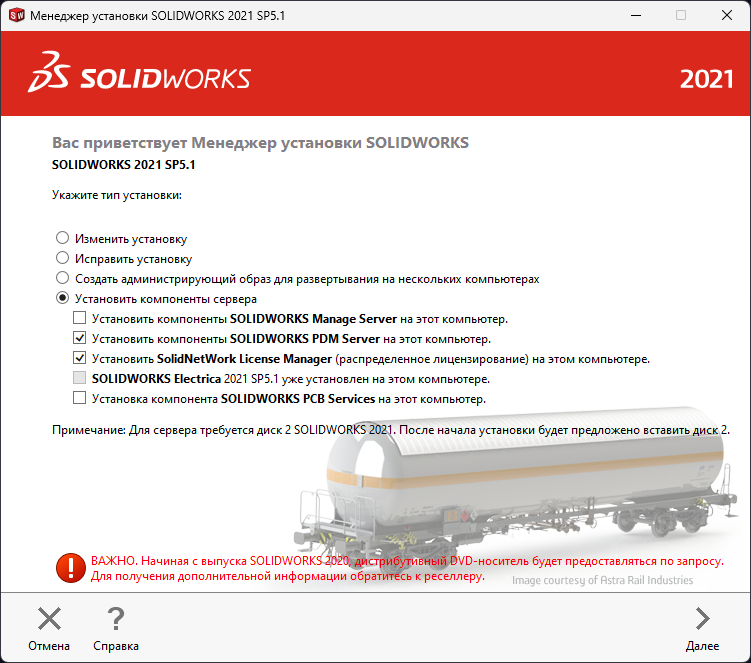 Менеджер установки SOLIDWORKS 2021 SP5.1
SOLIDWORKS
2021
Вас приветствует Менеджер установки SOLIDWORKS
SOLIDWORKS 2021 SP5.1
Укажите тип установки:
Изменить установку
Исправить установку
Создать администрирующий образ для развертывания на нескольких компьютерах
Установить компоненты сервера
Установить компоненты SOLIDWORKS Manage Server на этот компьютер.
Установить компоненты SOLIDWORKS PDM Server на этот компьютер.
Установить SolidNetWork License Manager (распределенное лицензирование) на этом компьютере.
SOLIDWORKS Electrica 2021 SP5.1 уже установлен на этом компьютере.
Установка компонента SOLIDWORKS PCB Services на этот компьютер.
Примечание: Для сервера требуется диск 2 SOLIDWORKS 2021. После начала установки будет предложено вставить диск 2.
ВАЖНО. Начиная с выпуска SOLIDWORKS 2020, дистрибутивный DVD-носитель будет предоставляться по запросу.
Для получения дополнительной информации обратитесь к реселлеру.
Image courtesy of Astra Rail Industries
Отмена
Справка
Далее